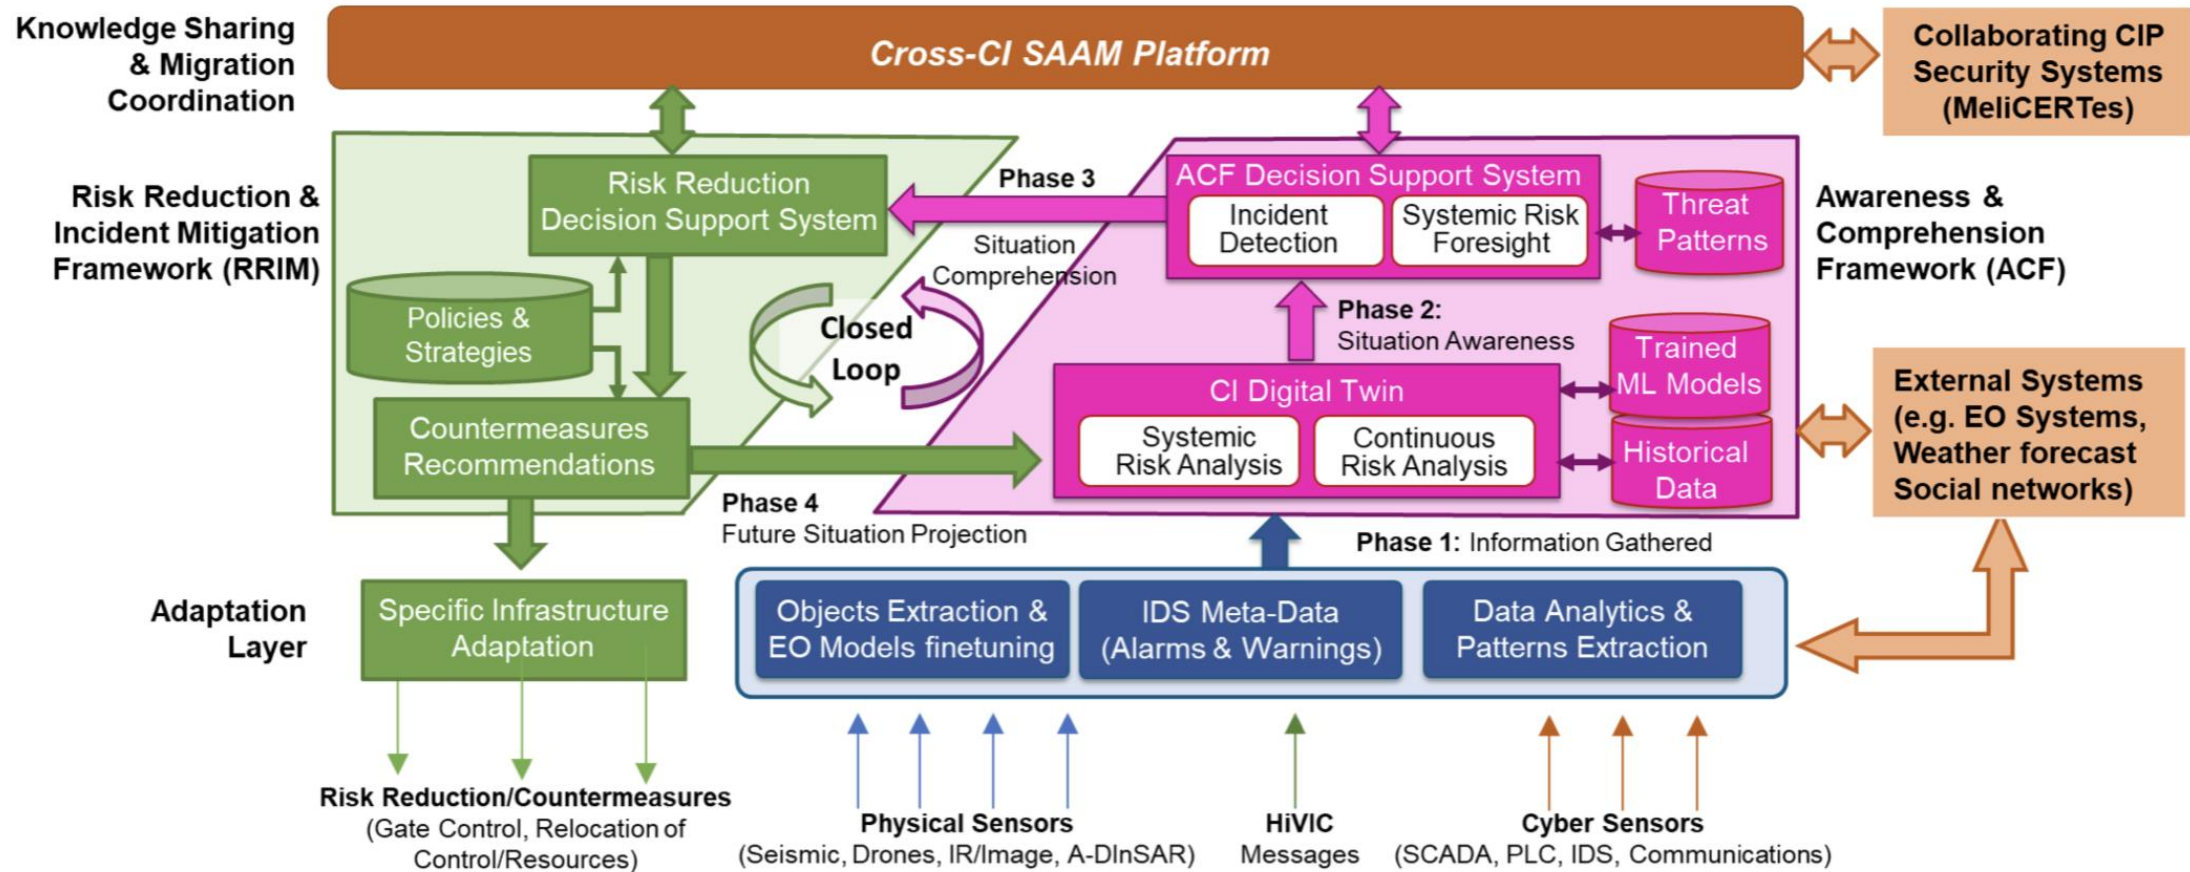 Knowledge Sharing
& Migration
Coordination
Cross-CI SAAM Platform
Collaborating CIP
Security Systems
(MeliCERTes)
Risk Reduction &
Incident Mitigation
Framework (RRIM)
Risk Reduction
Decision Support System
Phase 3
Situation
Comprehension
ACF Decision Support System
Incident
Detection
Systemic Risk
Foresight
Threat
Patterns
Awareness &
Comprehension
Framework (ACF)
Policies &
Strategies
Closed
Loop
Phase 2:
Situation Awareness
Trained
ML Models
CI Digital Twin
Systemic
Risk Analysis
Continuous
Risk Analysis
Historical
Data
External Systems
(e.g. EO Systems,
Weather forecast
Social networks)
Countermeasures
Recommendations
Phase 4
Future Situation Projection
Phase 1: Information Gathered
Adaptation
Layer
Specific Infrastructure
Adaptation
Objects Extraction &
EO Models finetuning
IDS Meta-Data
(Alarms & Warnings)
Data Analytics &
Patterns Extraction
Risk Reduction/Countermeasures
(Gate Control, Relocation of
Control/Resources)
Physical Sensors
(Seismic, Drones, IR/Image, A-DInSAR)
HiVIC
Messages
Cyber Sensors
(SCADA, PLC, IDS, Communications)